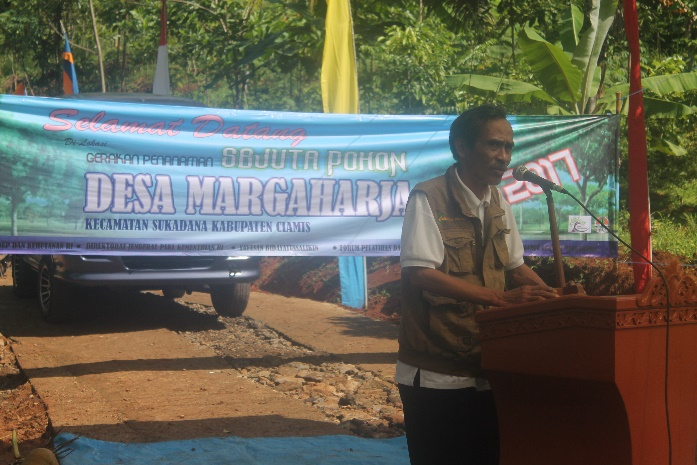 Selamat Datang
Di Lokasi
GERAKAN PENANAMAN SEJUTA POHON
2017
DESA MARGAHARJA
KECAMATAN SUKADANA KABUPATEN CIAMIS